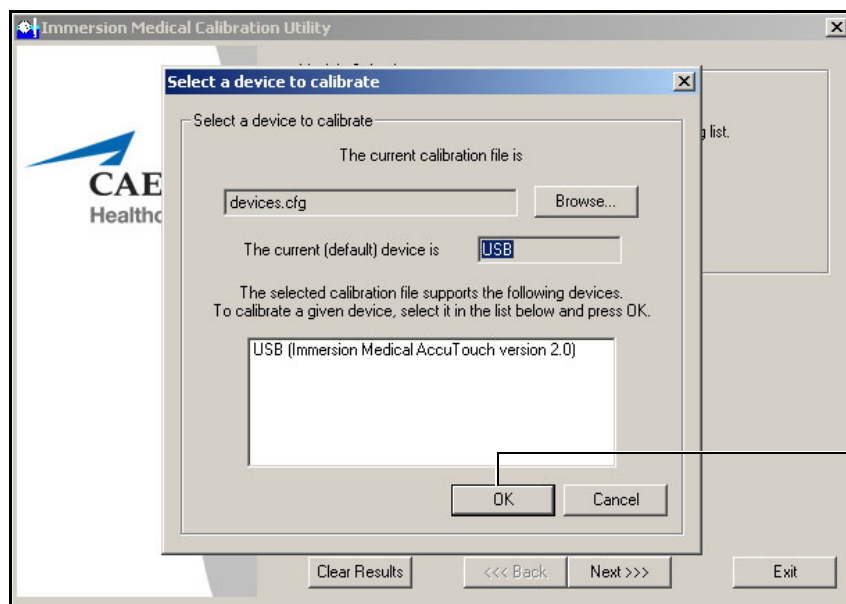 Immersion Medical Calibration Utility
Select a device to calibrate
Select a device to calibrate
The current calibration file is
devices.cfg
Browse...
The current (default) device is
USB
The selected calibration file supports the following devices.
To calibrate a given device, select it in the list below and press OK.
USB (Immersion Medical AccuTouch version 2.0)
OK
Cancel
CAE
list.
Clear Results
<<< Back
Next >>>
Exit